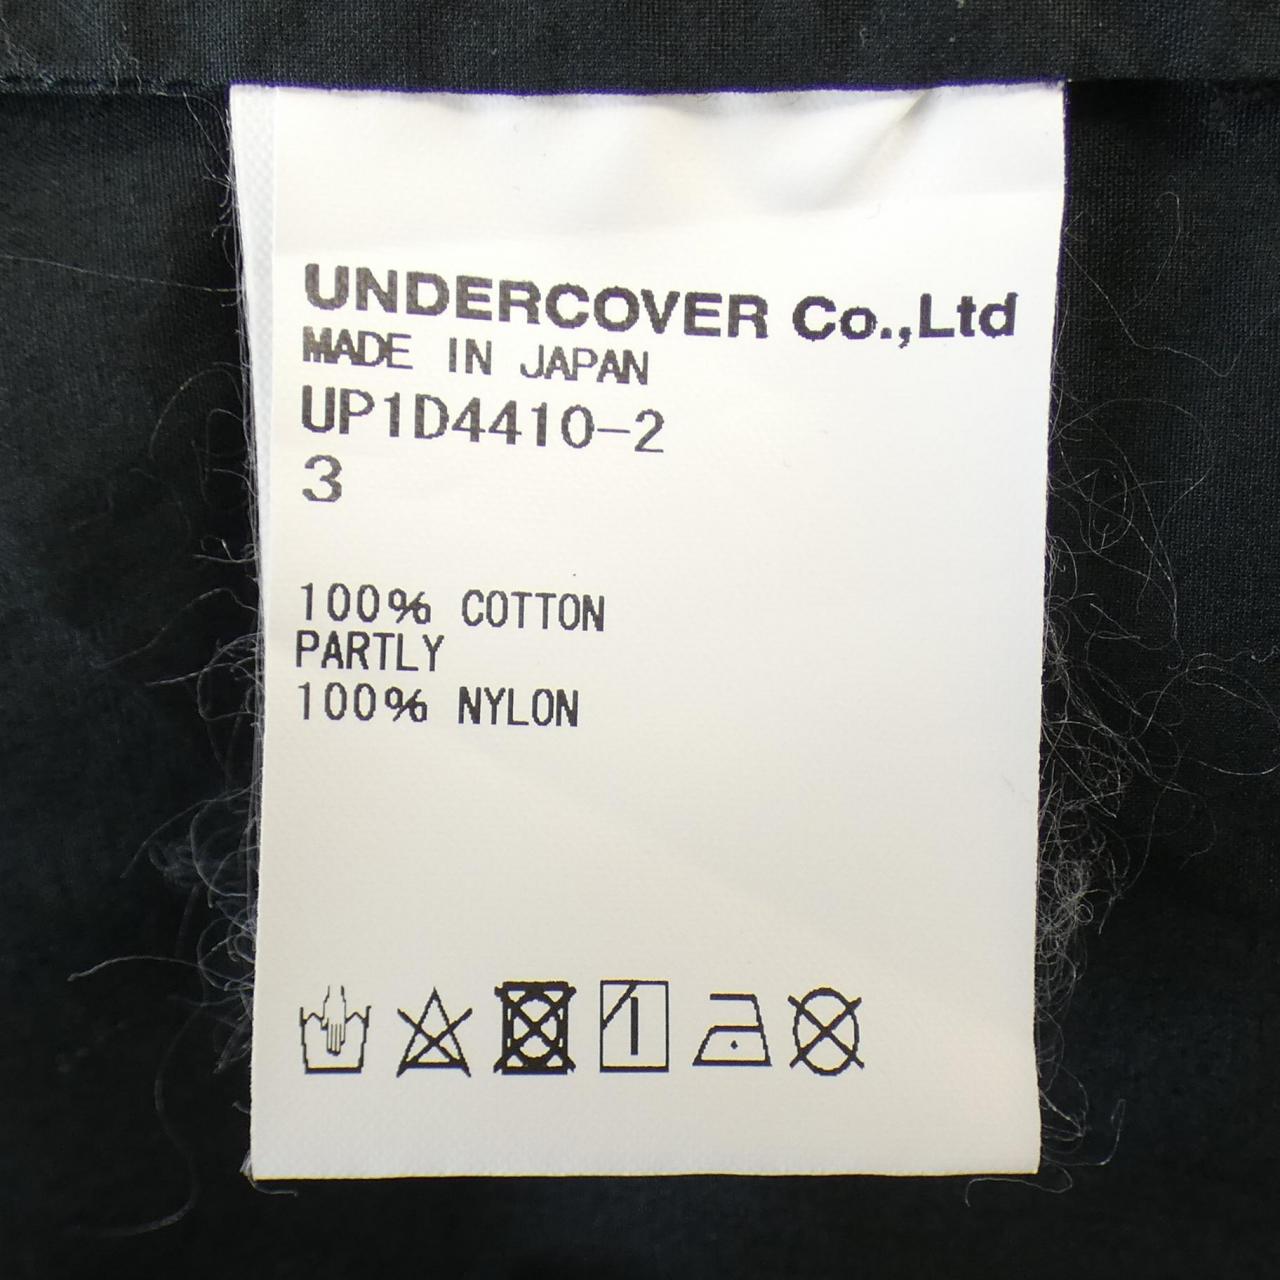 UNDERCOVER Co.,Ltd
MADE IN JAPAN
UP1D4410-2
3
100% COTTON
PARTLY
100% NYLON